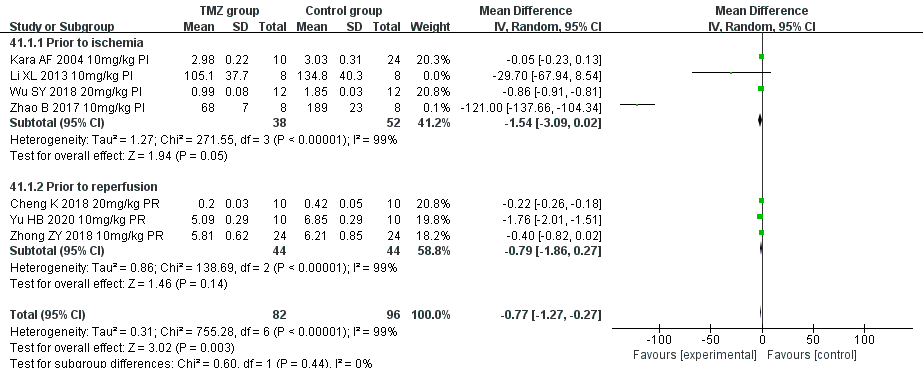 TMZ group Control group Mean Difference Mean Difference
Study or Subgroup Mean SD Total Mean SD Total Weight IV, Random, 95% CI IV, Random, 95% CI
41.1.1 Prior to ischemia
Kara AF 2004 10mg/kg PI 2.98 0.22 10 3.03 0.31 24 20.3% -0.05 [-0.23, 0.13]
Li XL 2013 10mg/kg PI 105.1 37.7 8 134.8 40.3 8 0.0% -29.70 [-67.94, 8.54]
Wu SY 2018 20mg/kg PI 0.99 0.08 12 1.85 0.03 12 20.8% -0.86 [-0.91, -0.81]
Zhao B 2017 10mg/kg PI 68 7 8 189 23 8 0.1% -121.00 [-137.66, -104.34]
Subtotal (95% CI) 38 52 41.2% -1.54 [-3.09, 0.02]
Heterogeneity: Tau² = 1.27; Chi² = 271.55, df = 3 (P < 0.00001); I² = 99%
Test for overall effect: Z = 1.94 (P = 0.05)
41.1.2 Prior to reperfusion
Cheng K 2018 20mg/kg PR 0.2 0.03 10 0.42 0.05 10 20.8% -0.22 [-0.26, -0.18]
Yu HB 2020 10mg/kg PR 5.09 0.29 10 6.85 0.29 10 19.8% -1.76 [-2.01, -1.51]
Zhong ZY 2018 10mg/kg PR 5.81 0.62 24 6.21 0.85 24 18.2% -0.40 [-0.82, 0.02]
Subtotal (95% CI) 44 44 58.8% -0.79 [-1.86, 0.27]
Heterogeneity: Tau² = 0.86; Chi² = 138.69, df = 2 (P < 0.00001); I² = 99%
Test for overall effect: Z = 1.46 (P = 0.14)
Total (95% CI) 82 96 100.0% -0.77 [-1.27, -0.27]
Heterogeneity: Tau² = 0.31; Chi² = 755.28, df = 6 (P < 0.00001); I² = 99%
Test for overall effect: Z = 3.02 (P = 0.003)
Test for subgroup differences: Chi² = 0.60, df = 1 (P = 0.44), I² = 0%
-100 -50 0 50 100
Favours [experimental] Favours [control]